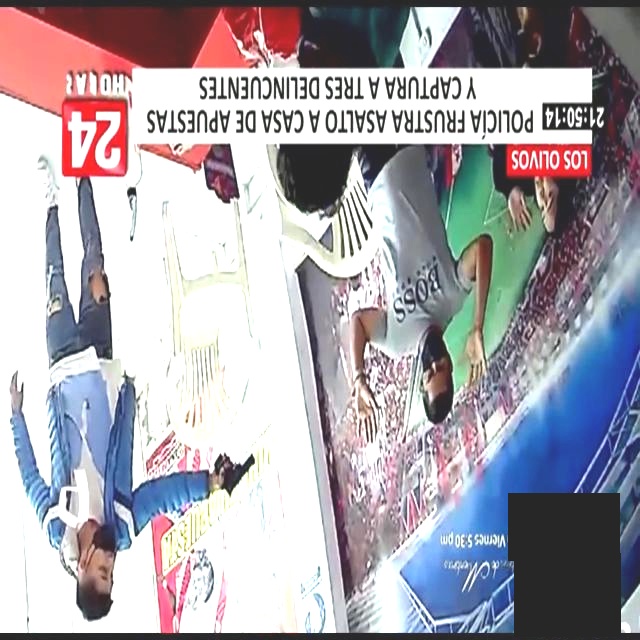 LOS OLIVOS
21:50:14 POLICÍA FRUSTRA ASALTO A CASA DE APUESTAS
Y CAPTURA A TRES DELINCUENTES
24
HORAS
BOSS
Viernes 5:30 pm